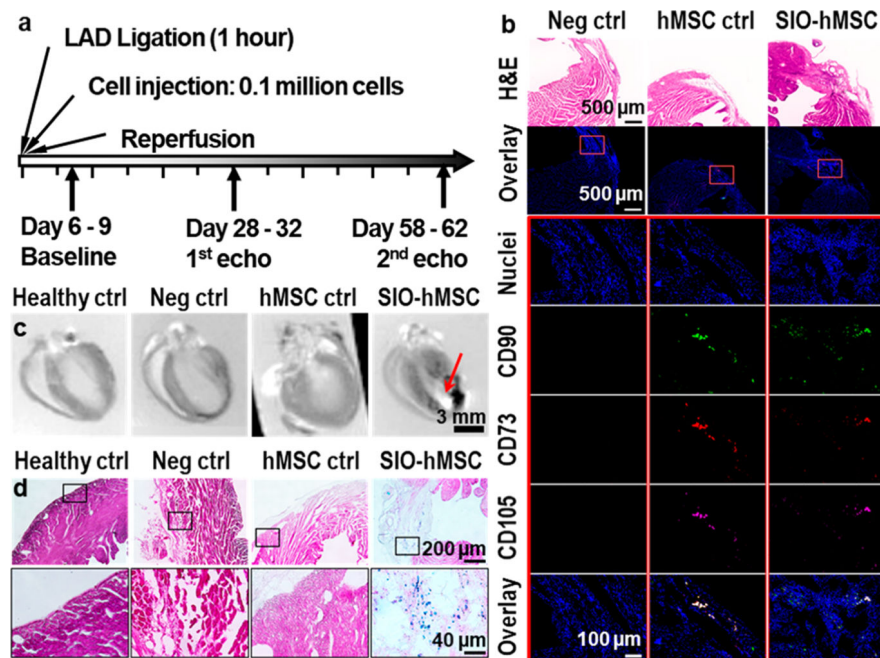 a
LAD Ligation (1 hour)
Cell injection: 0.1 million cells
Reperfusion
Day 6 - 9
Baseline
Day 28 - 32
1st echo
Day 58 - 62
2nd echo
b
Neg ctrl
hMSC ctrl
SIO-hMSC
H&E
500 µm
Overlay
500 µm
Nuclei
CD90
CD73
CD105
Overlay
100 µm
Healthy ctrl
Neg ctrl
hMSC ctrl
SIO-hMSC
c
3 mm
Healthy ctrl
Neg ctrl
hMSC ctrl
SIO-hMSC
d
200 µm
40 µm